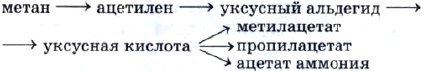 метан ⟶ ацетилен ⟶ уксусный альдегид ⟶
метилацетат
⟶ уксусная кислота ⟶ пропилацетат
ацетат аммония